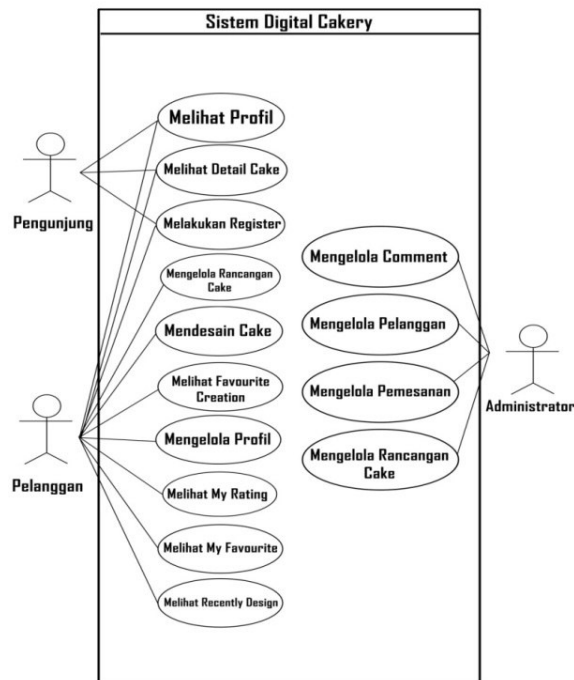 Sistem Digital Cakery
Melihat Profil
Melihat Detail Cake
Pengunjung
Melakukan Register
Mengelola Rancangan
Cake
Mendesain Cake
Melihat Favourite
Creation
Pelanggan
Mengelola Profil
Melihat My Rating
Melihat My Favourite
Melihat Recently Design
Mengelola Comment
Mengelola Pelanggan
Mengelola Pemesanan
Administrator
Mengelola Rancangan
Cake